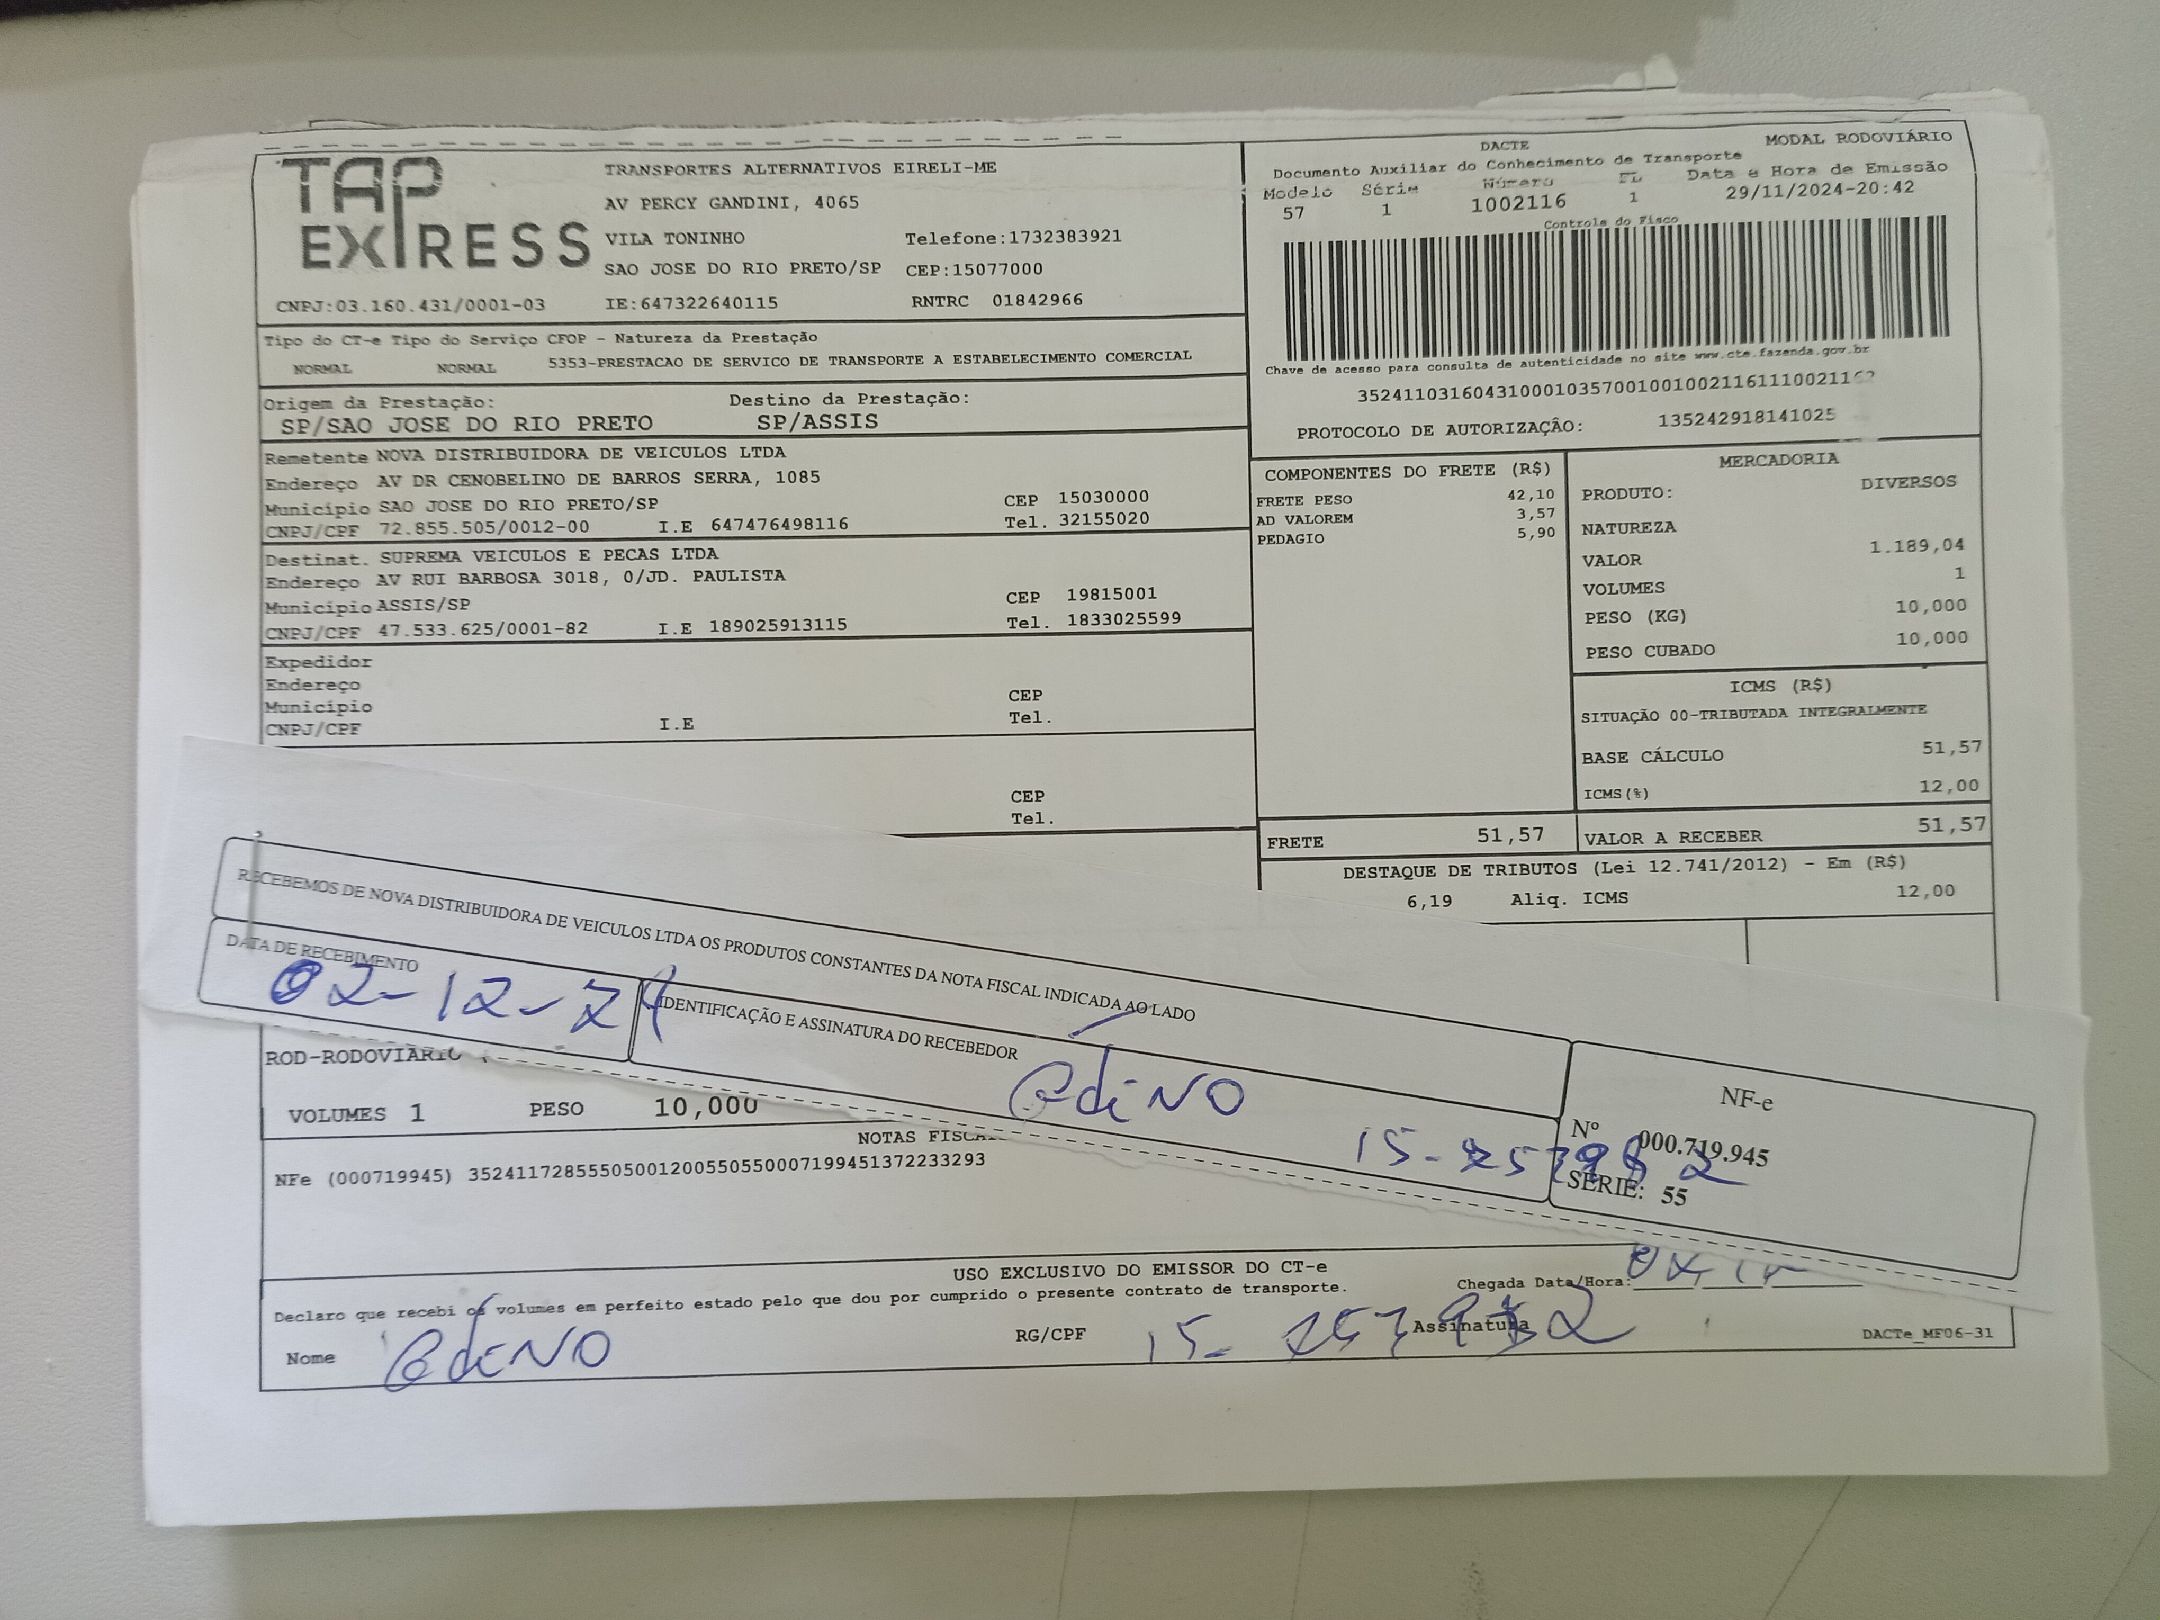 TAP EXPRESS
TRANSPORTES ALTERNATIVOS EIRELI-ME
AV PERCY GANDINI, 4065
VILA TONINHO Telefone:1732383921
SAO JOSE DO RIO PRETO/SP CEP:15077000
CNPJ:03.160.431/0001-03 IE:647322640115 RNTRC 01842966
DACTE MODAL RODOVIÁRIO
Documento Auxiliar do Conhecimento de Transporte
Modelo Série Número FL Data e Hora de Emissão
57 1 1002116 1 29/11/2024-20:42
Controle do Fisco
Chave de acesso para consulta de autenticidade no site www.cte.fazenda.gov.br
PROTOCOLO DE AUTORIZAÇÃO: 135242918141025
Tipo do CT-e Tipo do Serviço CFOP - Natureza da Prestação
NORMAL NORMAL 5353-PRESTACAO DE SERVICO DE TRANSPORTE A ESTABELECIMENTO COMERCIAL
Origem da Prestação: Destino da Prestação:
SP/SAO JOSE DO RIO PRETO SP/ASSIS
Remetente NOVA DISTRIBUIDORA DE VEICULOS LTDA
Endereço AV DR CENOBELINO DE BARROS SERRA, 1085
Município SAO JOSE DO RIO PRETO/SP CEP 15030000
CNPJ/CPF 72.855.505/0012-00 I.E 647476498116 Tel. 32155020
Destinat. SUPREMA VEICULOS E PECAS LTDA
Endereço AV RUI BARBOSA 3018, 0/JD. PAULISTA
Município ASSIS/SP CEP 19815001
CNPJ/CPF 47.533.625/0001-82 I.E 189025913115 Tel. 1833025599
Expedidor
Endereço
Município CEP
CNPJ/CPF I.E Tel.
CEP
Tel.
COMPONENTES DO FRETE (R$)
FRETE PESO 42,10
AD VALOREM 3,57
PEDAGIO 5,90
MERCADORIA
PRODUTO: DIVERSOS
NATUREZA
VALOR 1.189,04
VOLUMES 1
PESO (KG) 10,000
PESO CUBADO 10,000
ICMS (R$)
SITUAÇÃO 00-TRIBUTADA INTEGRALMENTE
BASE CÁLCULO 51,57
ICMS(%) 12,00
FRETE 51,57 VALOR A RECEBER 51,57
DESTAQUE DE TRIBUTOS (Lei 12.741/2012) - Em (R$)
6,19 Aliq. ICMS 12,00
RECEBEMOS DE NOVA DISTRIBUIDORA DE VEICULOS LTDA OS PRODUTOS CONSTANTES DA NOTA FISCAL INDICADA AO LADO
DATA DE RECEBIMENTO
02-12-24
IDENTIFICAÇÃO E ASSINATURA DO RECEBEDOR
EdiNO
NF-e
Nº 000.719.945
SÉRIE: 55
ROD-RODOVIÁRIO
VOLUMES 1 PESO 10,000
NOTAS
NFe (000719945) 35241172855505001200550550007199451372233293
USO EXCLUSIVO DO EMISSOR DO CT-e
Declaro que recebi os volumes em perfeito estado pelo que dou por cumprido o presente contrato de transporte.
Chegada Data/Hora:
Nome EdiNO RG/CPF Assinatura
DACTe_MF06-31